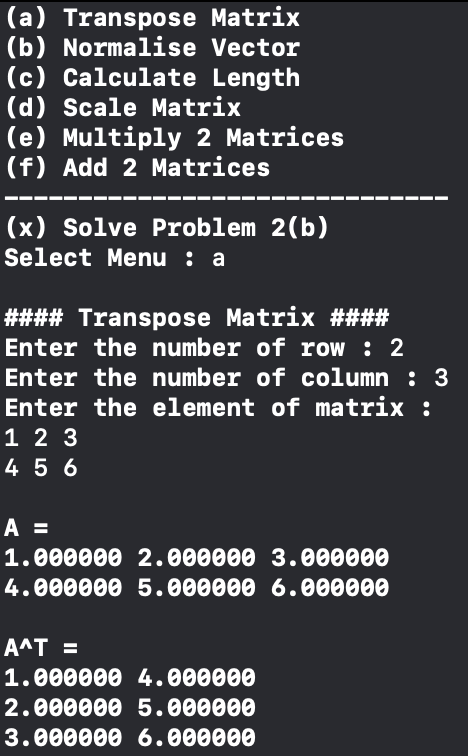 (a) Transpose Matrix
(b) Normalise Vector
(c) Calculate Length
(d) Scale Matrix
(e) Multiply 2 Matrices
(f) Add 2 Matrices
------------------------------
(x) Solve Problem 2(b)
Select Menu : a
#### Transpose Matrix ####
Enter the number of row : 2
Enter the number of column : 3
Enter the element of matrix :
1 2 3
4 5 6
A =
1.000000 2.000000 3.000000
4.000000 5.000000 6.000000
A^T =
1.000000 4.000000
2.000000 5.000000
3.000000 6.000000